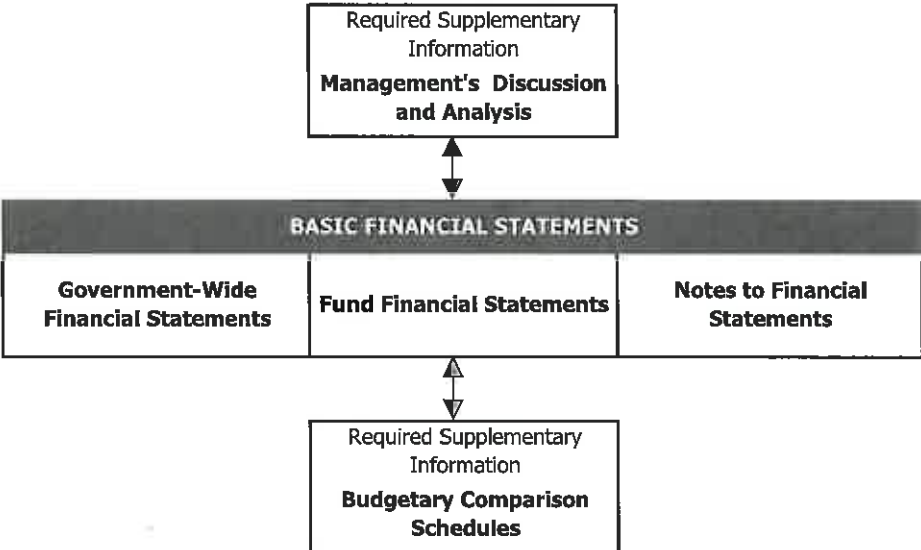 Required Supplementary
Information
Management's Discussion
and Analysis
BASIC FINANCIAL STATEMENTS
Government-Wide
Financial Statements
Fund Financial Statements
Notes to Financial
Statements
Required Supplementary
Information
Budgetary Comparison
Schedules